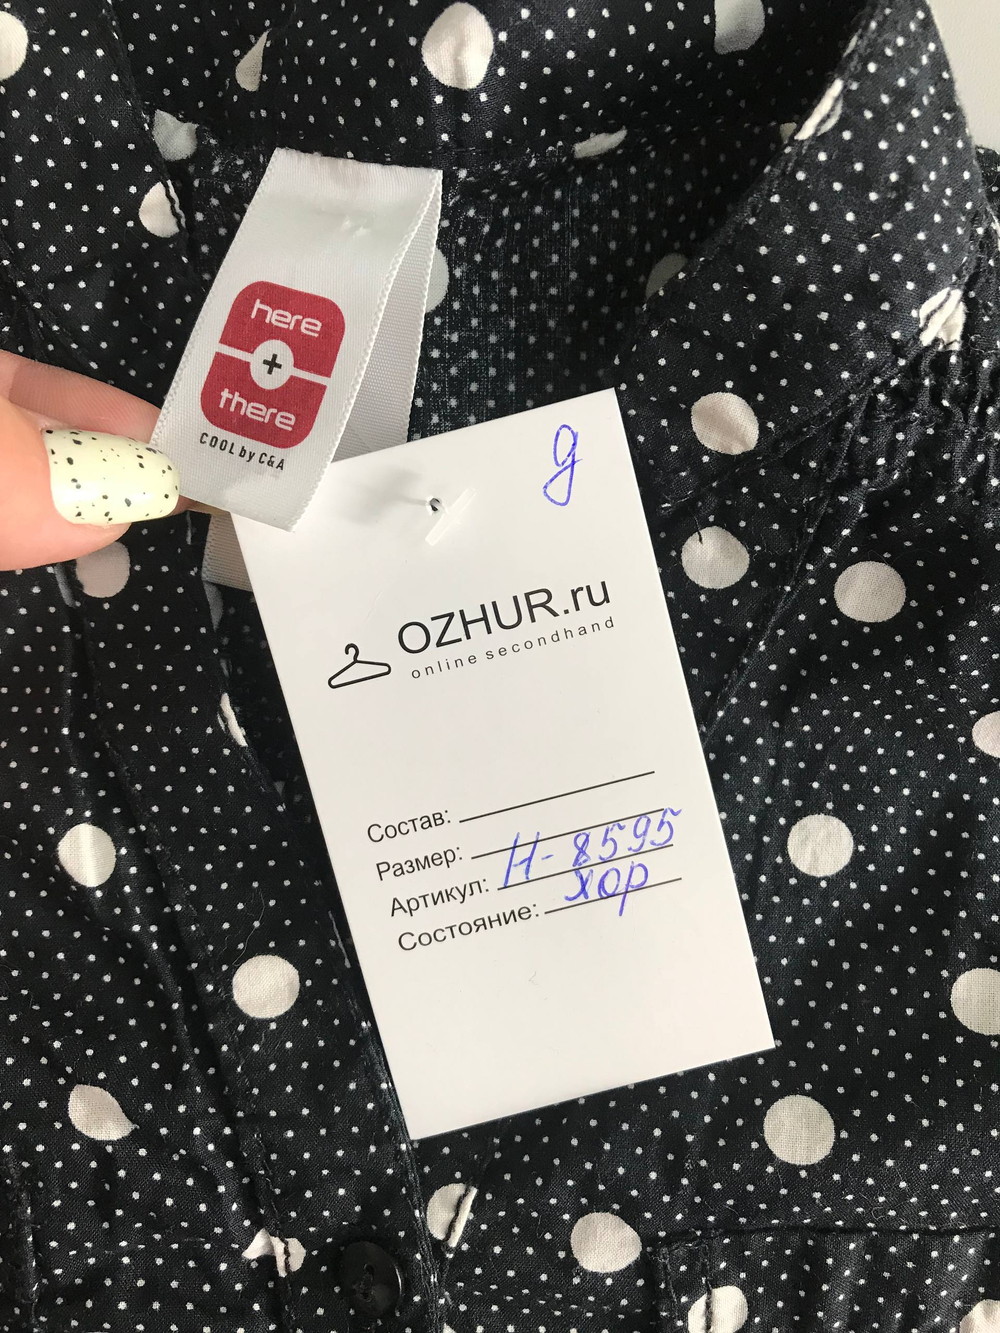 here
+
there
COOL by C&A
g
OZHUR.ru
online secondhand
Состав:
Размер:
Артикул: Н-8595
Состояние: хор